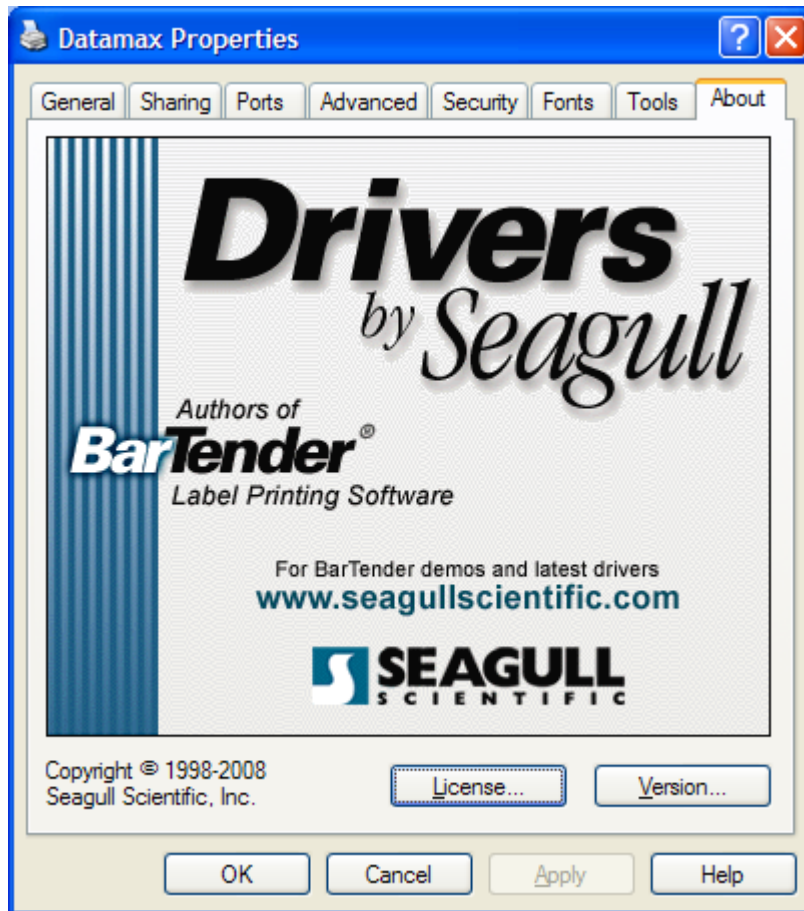 Datamax Properties
General Sharing Ports Advanced Security Fonts Tools About
Drivers
by Seagull
Authors of
BarTender®
Label Printing Software
For BarTender demos and latest drivers
www.seagullscientific.com
SEAGULL
SCIENTIFIC
Copyright © 1998-2008
Seagull Scientific, Inc.
License... Version...
OK Cancel Apply Help